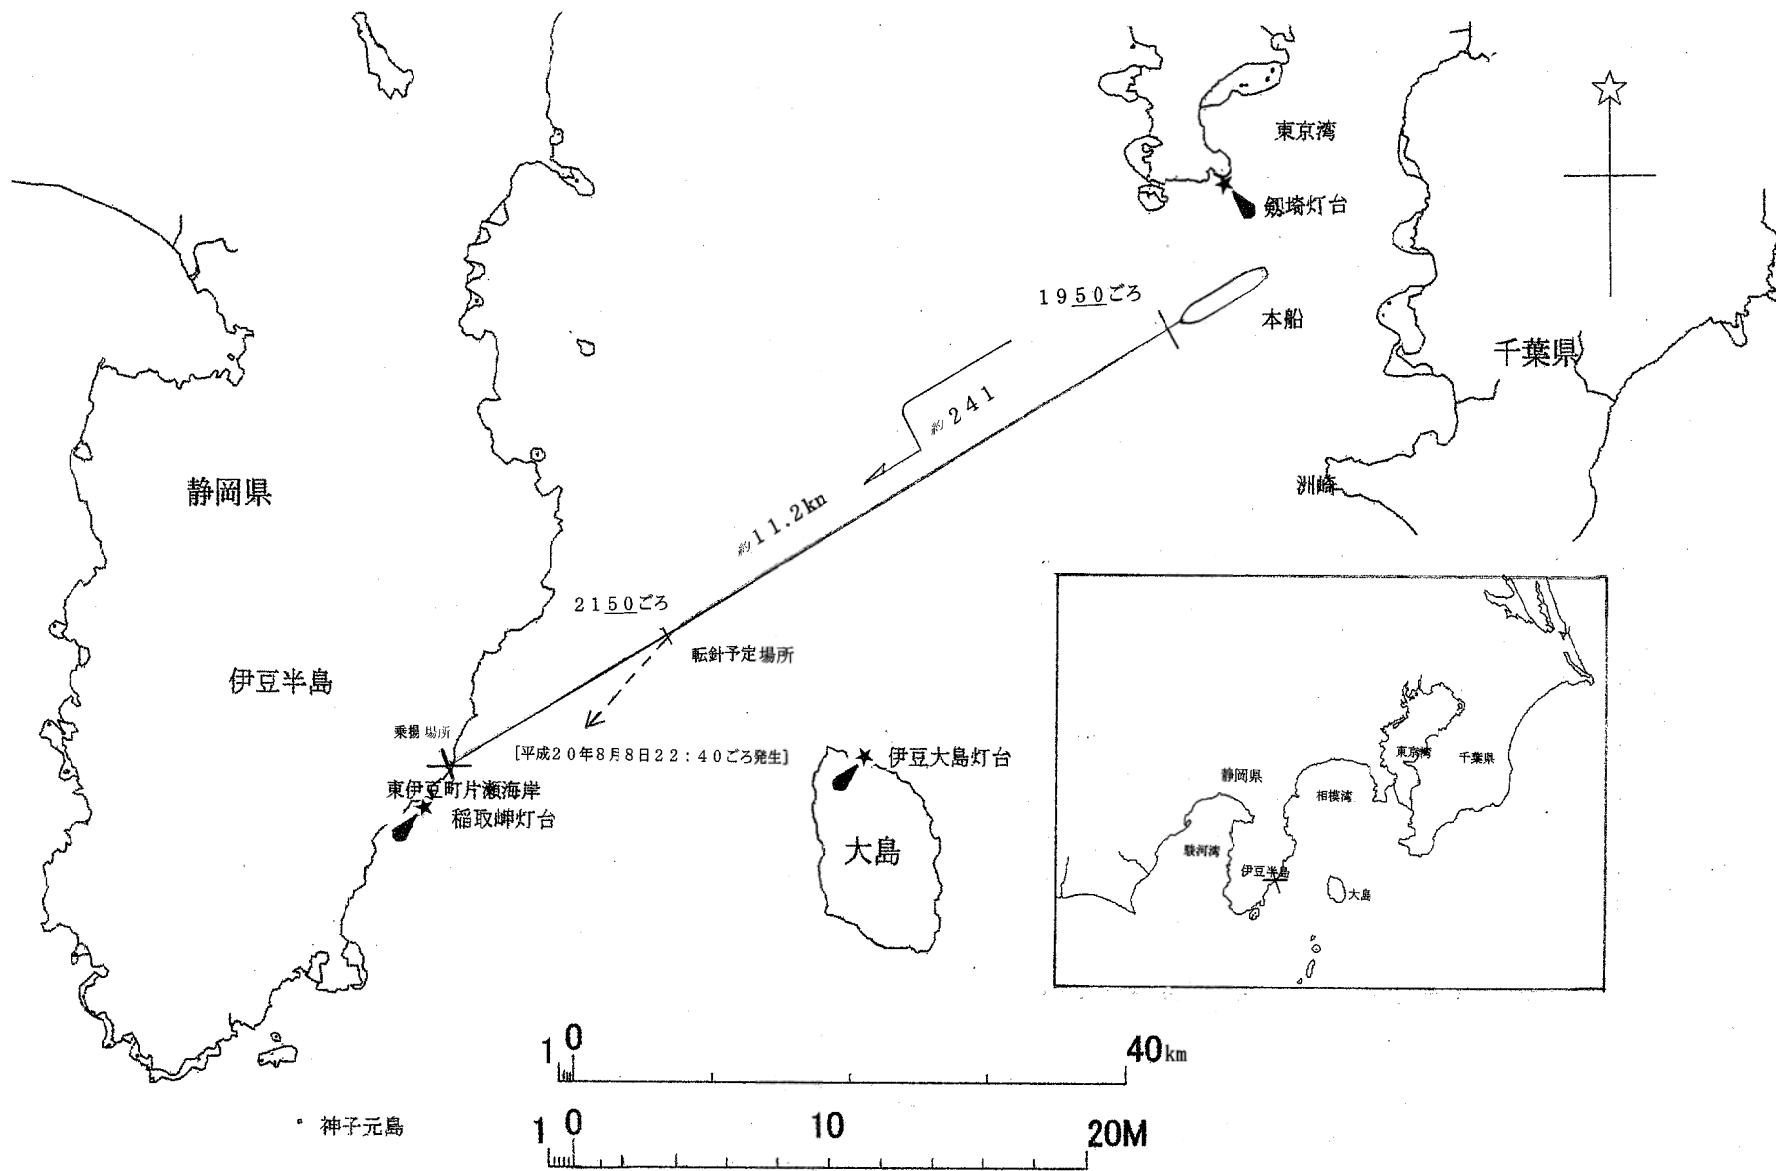 東京湾
剱埼灯台
1950ごろ
本船
千葉県
約241
静岡県
洲崎
約11.2kn
2150ごろ
転針予定場所
伊豆半島
乗揚場所
[平成20年8月8日22:40ごろ発生]
伊豆大島灯台
東伊豆町片瀬海岸
稲取岬灯台
大島
東京湾
千葉県
静岡県
相模湾
駿河湾
伊豆半島
大島
1 0 40km
神子元島
1 0 10 20M